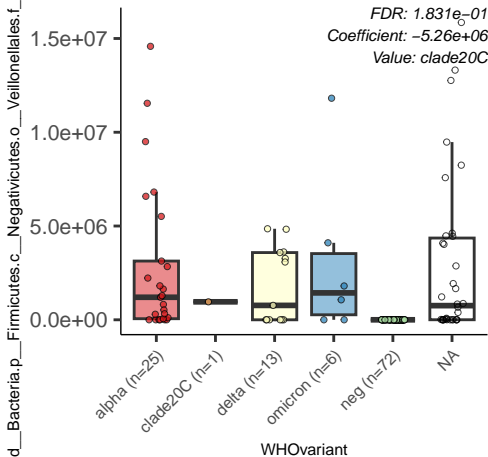 FDR: 1.831e−01
Coefficient: −5.26e+06
Value: clade20C
d__Bacteria.p__Firmicutes.c__Negativicutes.o__Veillonellales.f_
1.5e+07
1.0e+07
5.0e+06
0.0e+00
alpha (n=25)
clade20C (n=1)
delta (n=13)
omicron (n=6)
neg (n=72)
NA
WHOvariant